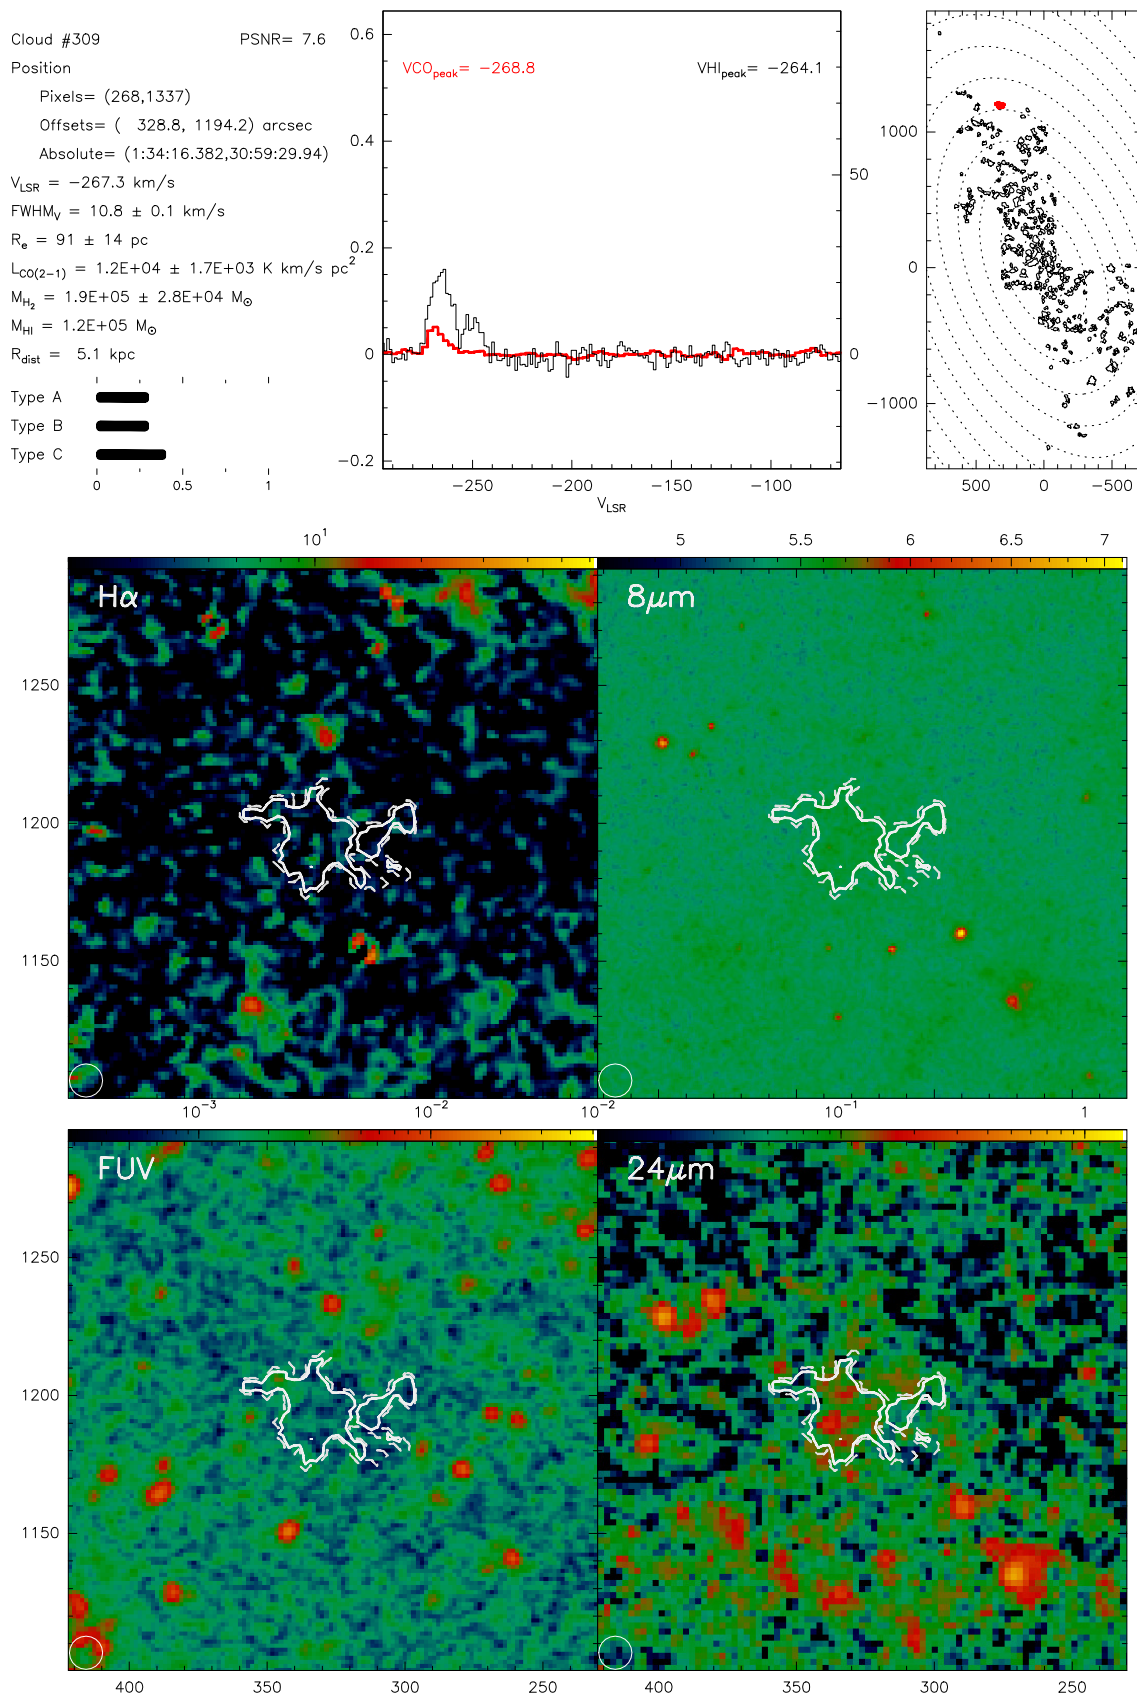 Cloud #309 PSNR= 7.6
Position
Pixels= (268,1337)
Offsets= ( 328.8, 1194.2) arcsec
Absolute= (1:34:16.382,30:59:29.94)
V_LSR = −267.3 km/s
FWHM_V = 10.8 ± 0.1 km/s
R_e = 91 ± 14 pc
L_CO(2−1) = 1.2E+04 ± 1.7E+03 K km/s pc²
M_H₂ = 1.9E+05 ± 2.8E+04 M⊙
M_HI = 1.2E+05 M⊙
R_dist = 5.1 kpc
Type A
Type B
Type C
0 0.5 1
VCO_peak= −268.8 VHI_peak= −264.1
0.6
0.4
0.2
0
−0.2
50
0
−250 −200 −150 −100
V_LSR
1000
0
−1000
500 0 −500
10¹
5 5.5 6 6.5 7
Hα
8μm
1250
1200
1150
10⁻³ 10⁻² 10⁻² 10⁻¹ 1
FUV
24μm
1250
1200
1150
400 350 300 250
400 350 300 250